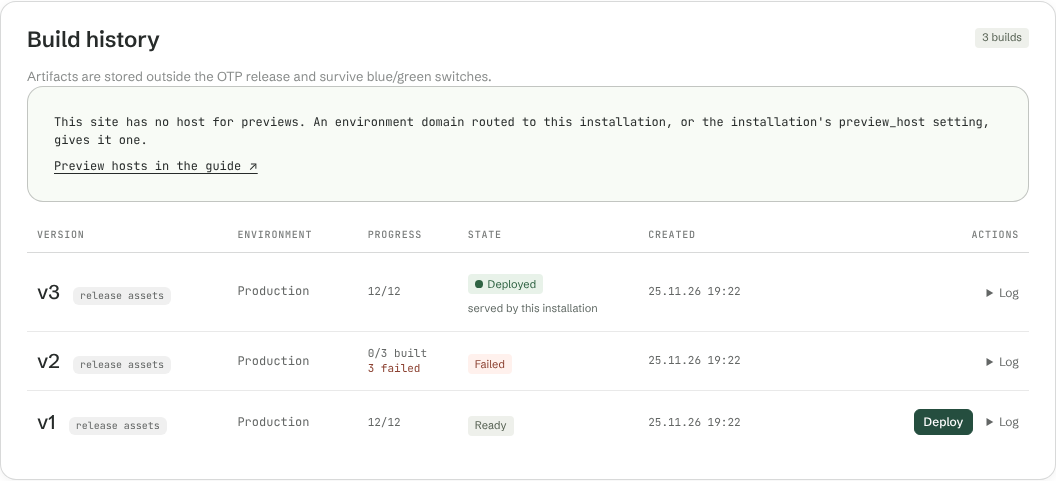 Build history
3 builds
Artifacts are stored outside the OTP release and survive blue/green switches.
This site has no host for previews. An environment domain routed to this installation, or the installation's preview_host setting,
gives it one.
Preview hosts in the guide ↗
VERSION ENVIRONMENT PROGRESS STATE CREATED ACTIONS
v3 release assets Production 12/12 Deployed 25.11.26 19:22 Log
served by this installation
v2 release assets Production 0/3 built Failed 25.11.26 19:22 Log
3 failed
v1 release assets Production 12/12 Ready 25.11.26 19:22 Deploy Log